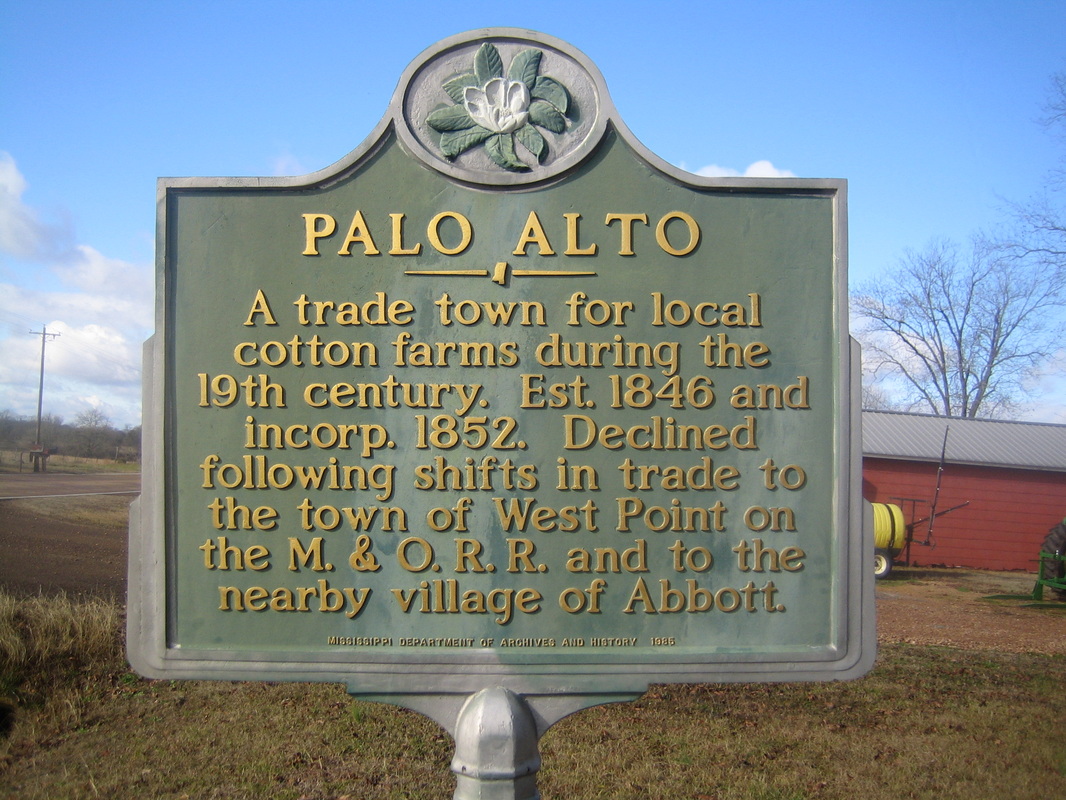 PALO ALTO
A trade town for local
cotton farms during the
19th century. Est. 1846 and
incorp. 1852. Declined
following shifts in trade to
the town of West Point on
the M. & O. R. R. and to the
nearby village of Abbott.
MISSISSIPPI DEPARTMENT OF ARCHIVES AND HISTORY 1985